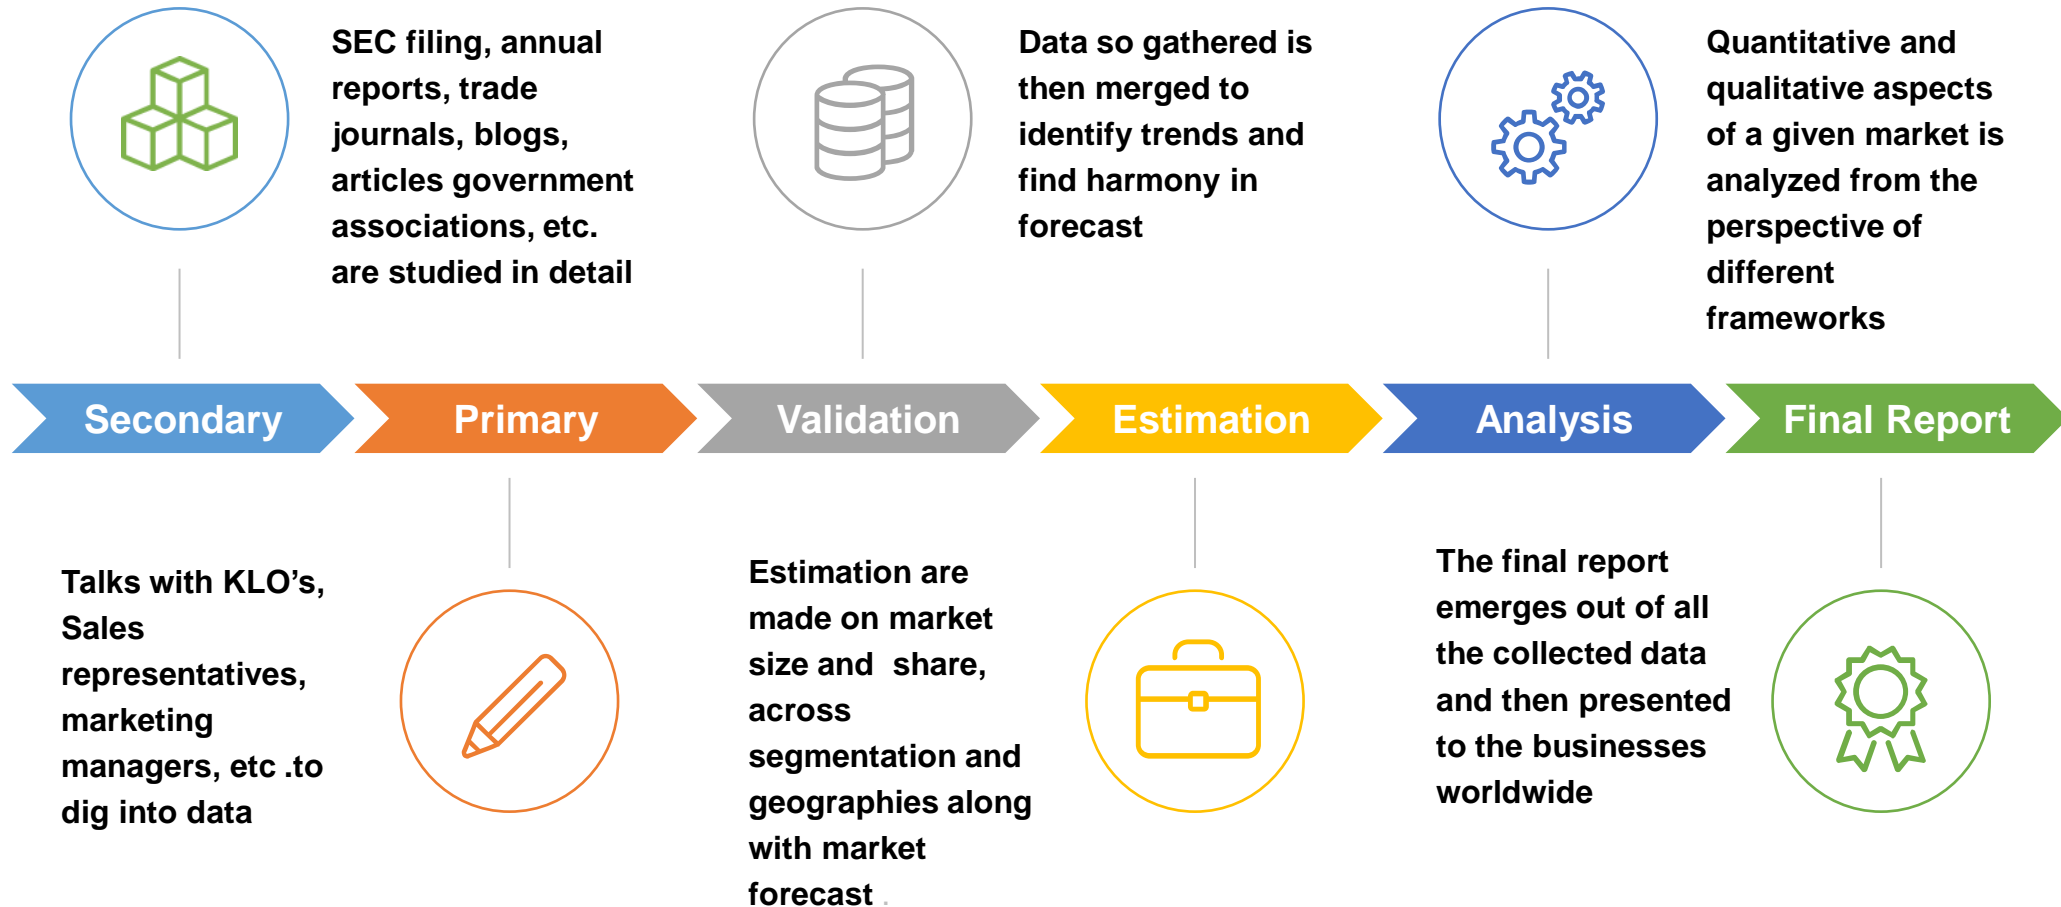 SEC filing, annual
reports, trade
journals, blogs,
articles government
associations, etc.
are studied in detail
Data so gathered is
then merged to
identify trends and
find harmony in
forecast
Quantitative and
qualitative aspects
of a given market is
analyzed from the
perspective of
different
frameworks
Secondary
Primary
Validation
Estimation
Analysis
Final Report
Talks with KLO’s,
Sales
representatives,
marketing
managers, etc .to
dig into data
Estimation are
made on market
size and  share,
across
segmentation and
geographies along
with market
forecast .
The final report
emerges out of all
the collected data
and then presented
to the businesses
worldwide